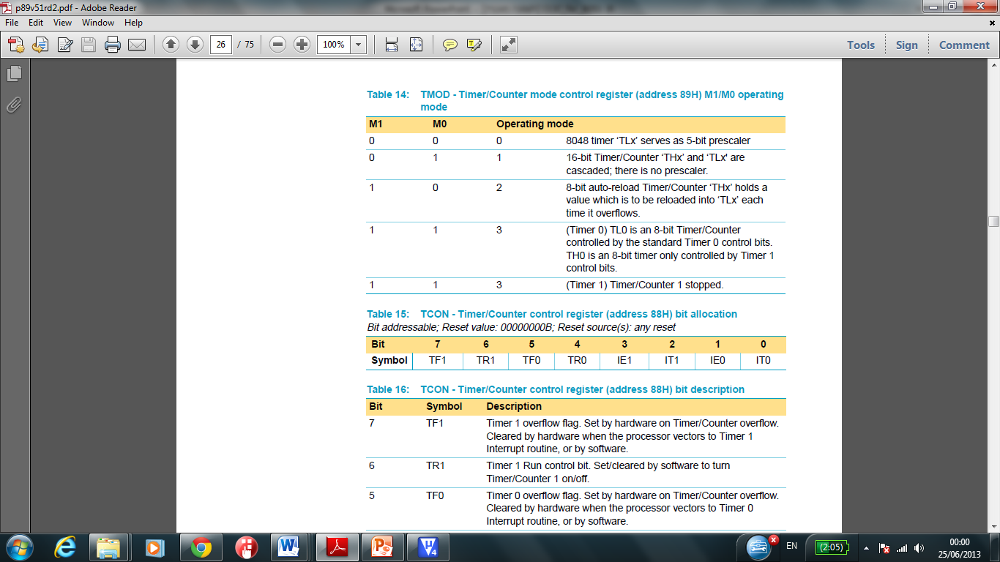 p89v51rd2.pdf - Adobe Reader
File Edit View Window Help
26 / 75 100% Tools Sign Comment
Table 14: TMOD - Timer/Counter mode control register (address 89H) M1/M0 operating
mode
M1 M0 Operating mode
0 0 0 8048 timer ‘TLx’ serves as 5-bit prescaler
0 1 1 16-bit Timer/Counter ‘THx’ and ‘TLx' are
cascaded; there is no prescaler.
1 0 2 8-bit auto-reload Timer/Counter ‘THx’ holds a
value which is to be reloaded into ‘TLx’ each
time it overflows.
1 1 3 (Timer 0) TL0 is an 8-bit Timer/Counter
controlled by the standard Timer 0 control bits.
TH0 is an 8-bit timer only controlled by Timer 1
control bits.
1 1 3 (Timer 1) Timer/Counter 1 stopped.
Table 15: TCON - Timer/Counter control register (address 88H) bit allocation
Bit addressable; Reset value: 00000000B; Reset source(s): any reset
Bit 7 6 5 4 3 2 1 0
Symbol TF1 TR1 TF0 TR0 IE1 IT1 IE0 IT0
Table 16: TCON - Timer/Counter control register (address 88H) bit description
Bit Symbol Description
7 TF1 Timer 1 overflow flag. Set by hardware on Timer/Counter overflow.
Cleared by hardware when the processor vectors to Timer 1
Interrupt routine, or by software.
6 TR1 Timer 1 Run control bit. Set/cleared by software to turn
Timer/Counter 1 on/off.
5 TF0 Timer 0 overflow flag. Set by hardware on Timer/Counter overflow.
Cleared by hardware when the processor vectors to Timer 0
Interrupt routine, or by software.
EN (2:05) 00:00
25/06/2013